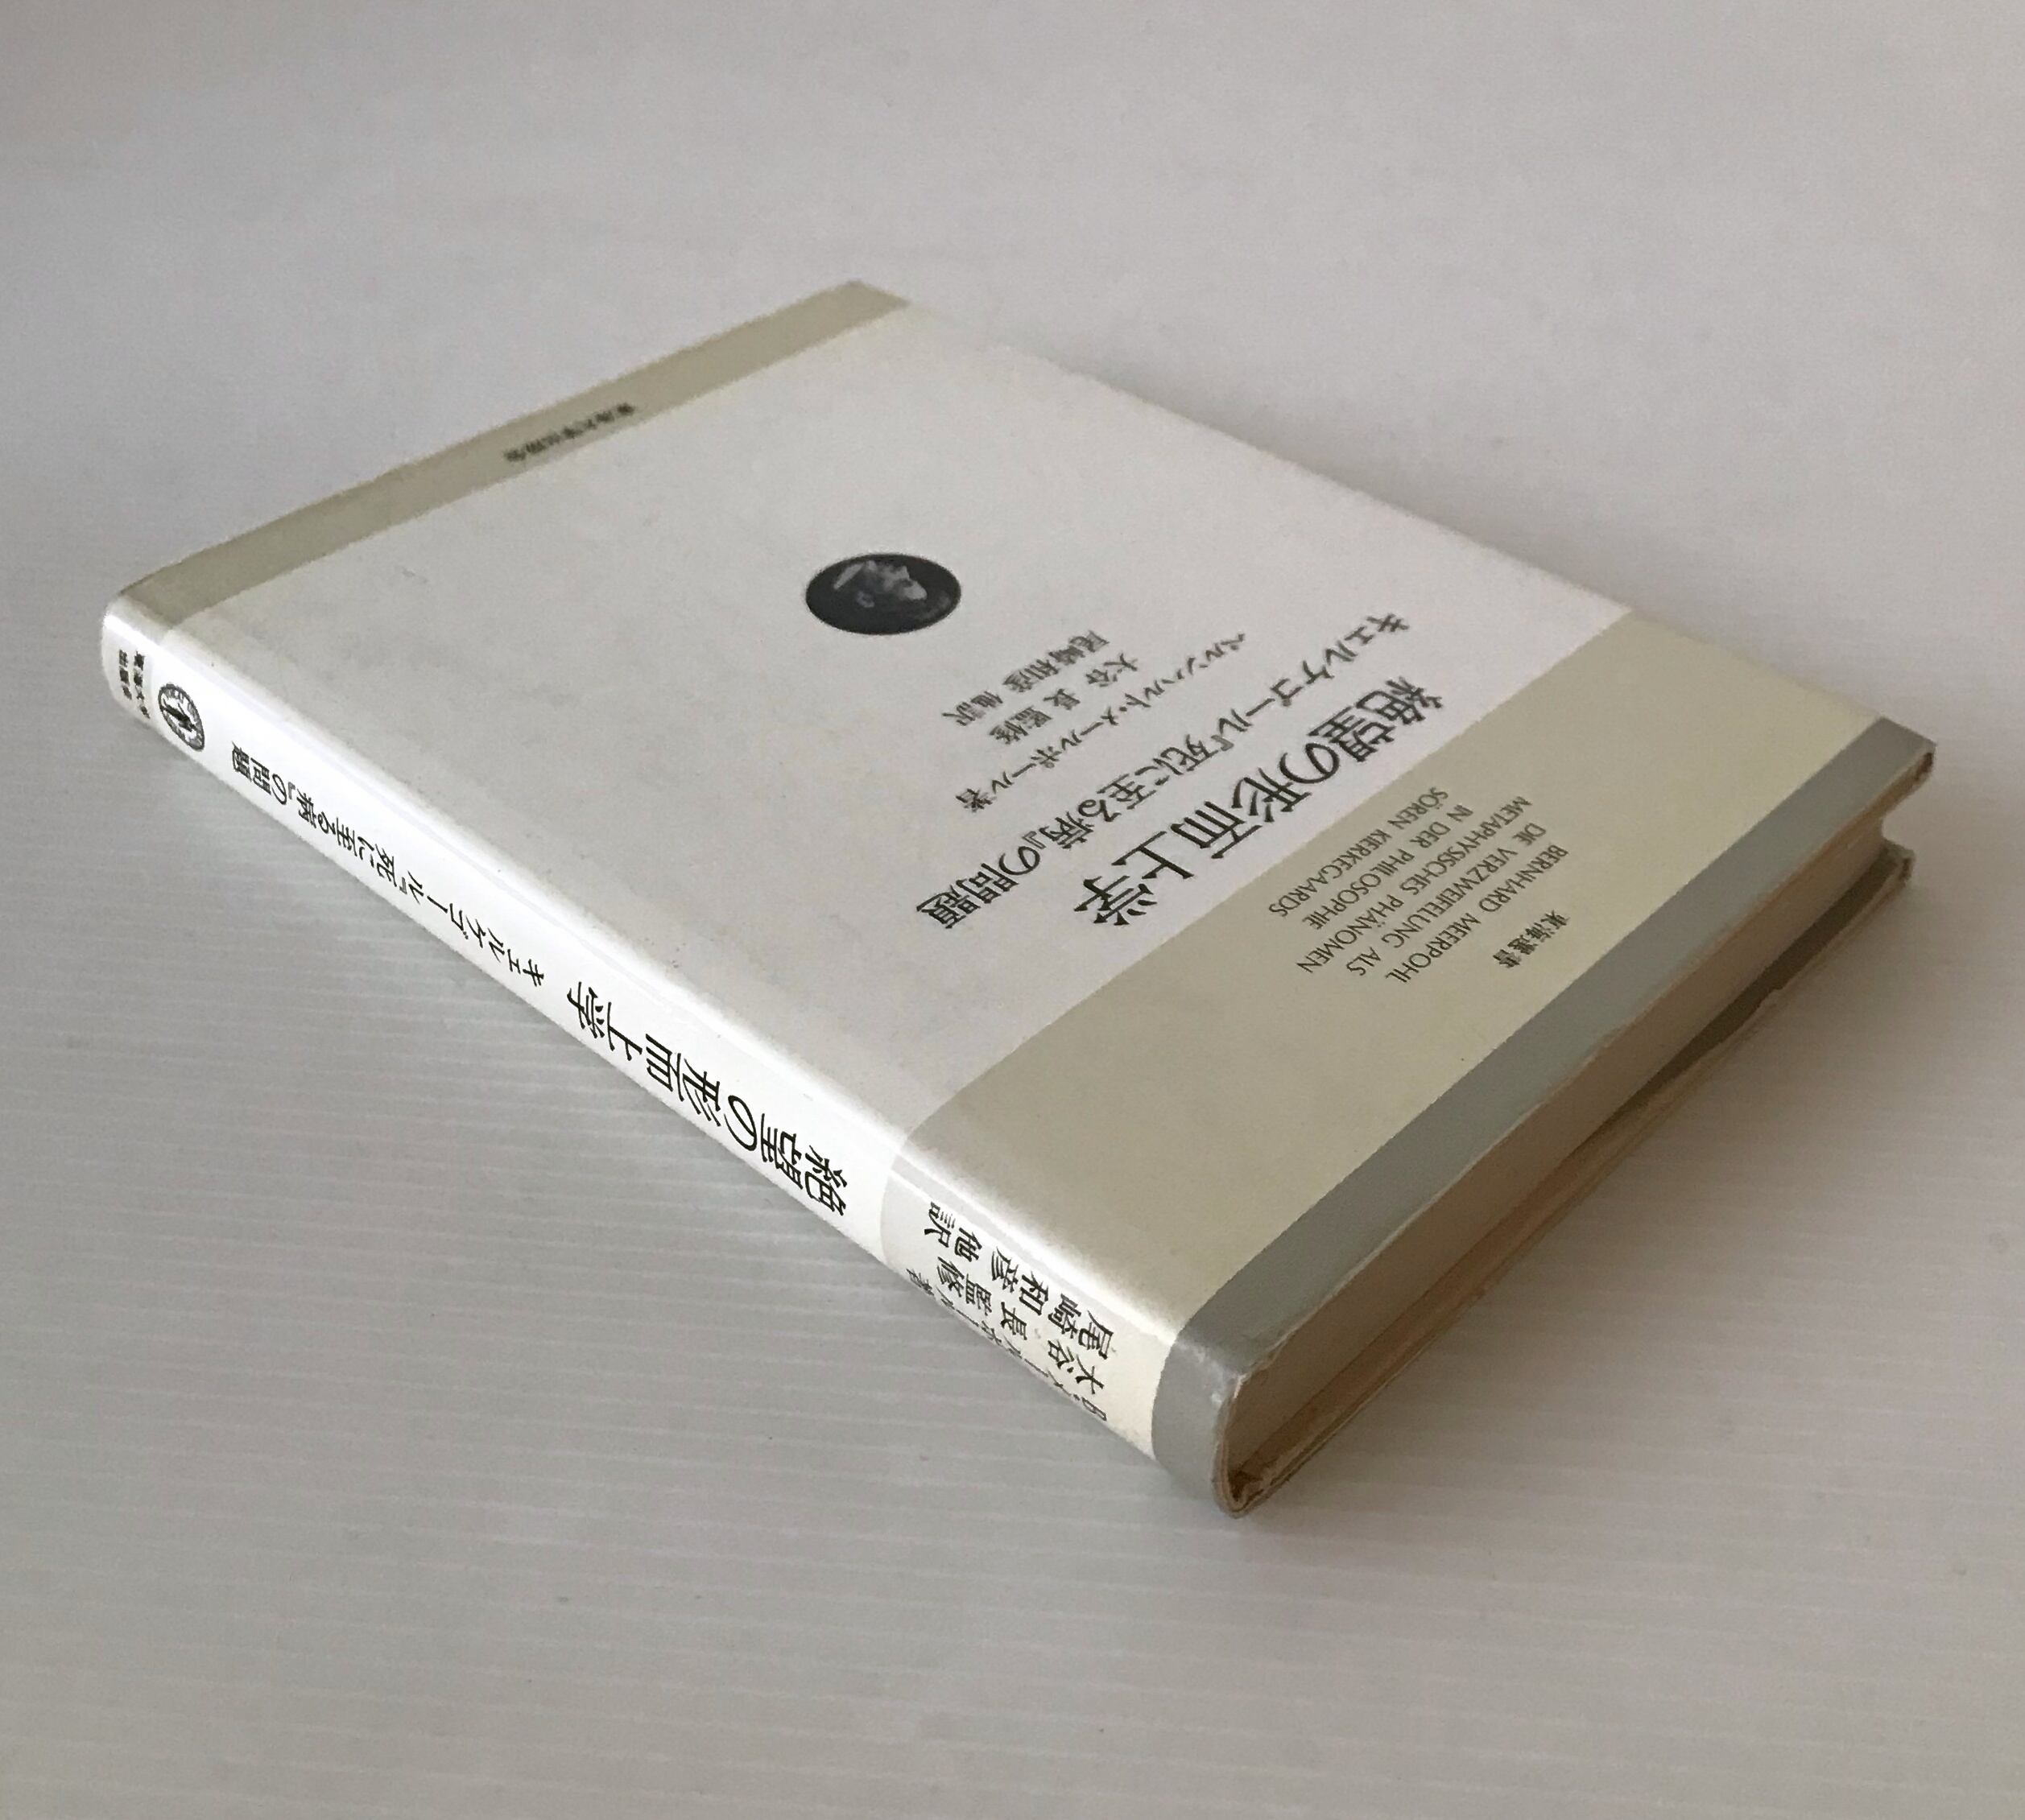 東海選書
BERNHARD MEERPOHL
DIE VERZWEIFELUNG ALS
METAPHYSISCHES PHÄNOMEN
IN DER PHILOSOPHIE
SÖREN KIERKEGAARDS
絶望の形而上学
キェルケゴール『死に至る病』の問題
ベルンハルト・メールポール著
大谷 長 監修
尾崎和彦 他訳
東海大学出版会
大谷 長 監修
尾崎和彦 他訳
絶望の形而上学
キェルケゴール『死に至る病』の問題
東海大学
出版会